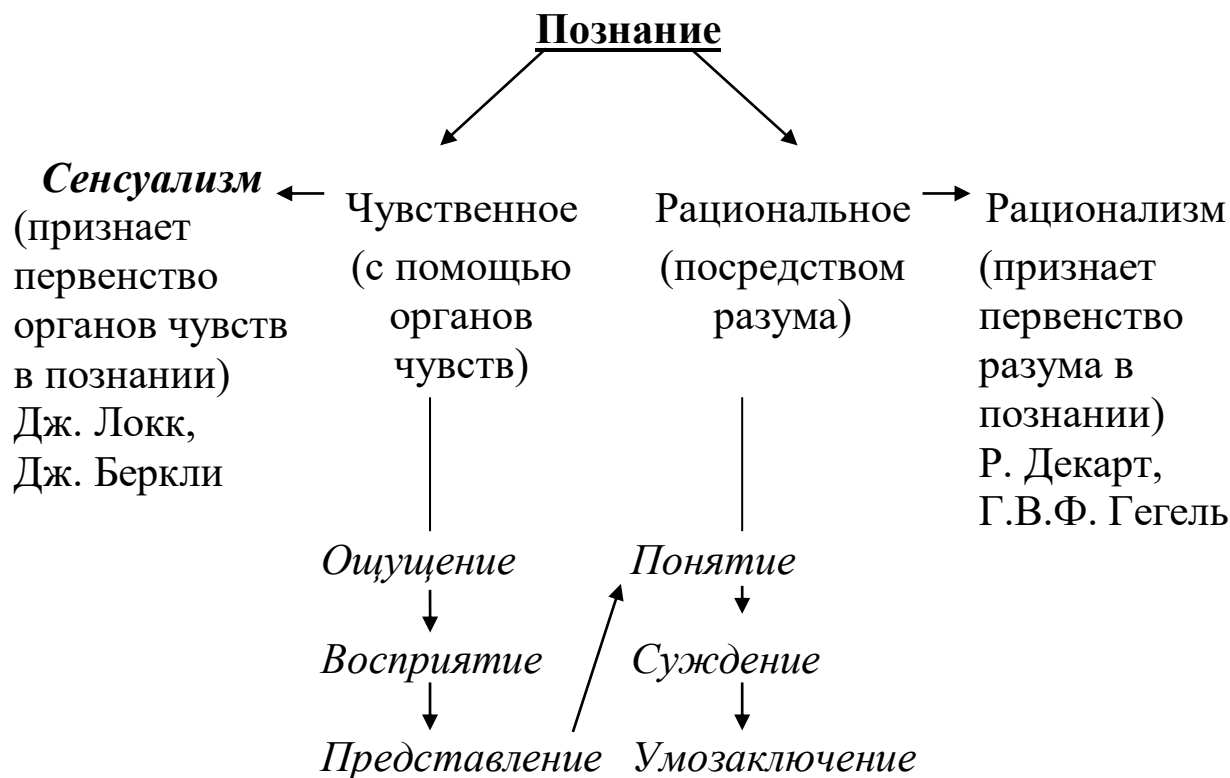 Познание
Сенсуализм
(признает
первенство
органов чувств
в познании)
Дж. Локк,
Дж. Беркли
Чувственное
(с помощью
органов
чувств)
Рациональное
(посредством
разума)
Рационализм
(признает
первенство
разума в
познании)
Р. Декарт,
Г.В.Ф. Гегель
Ощущение
Восприятие
Представление
Понятие
Суждение
Умозаключение